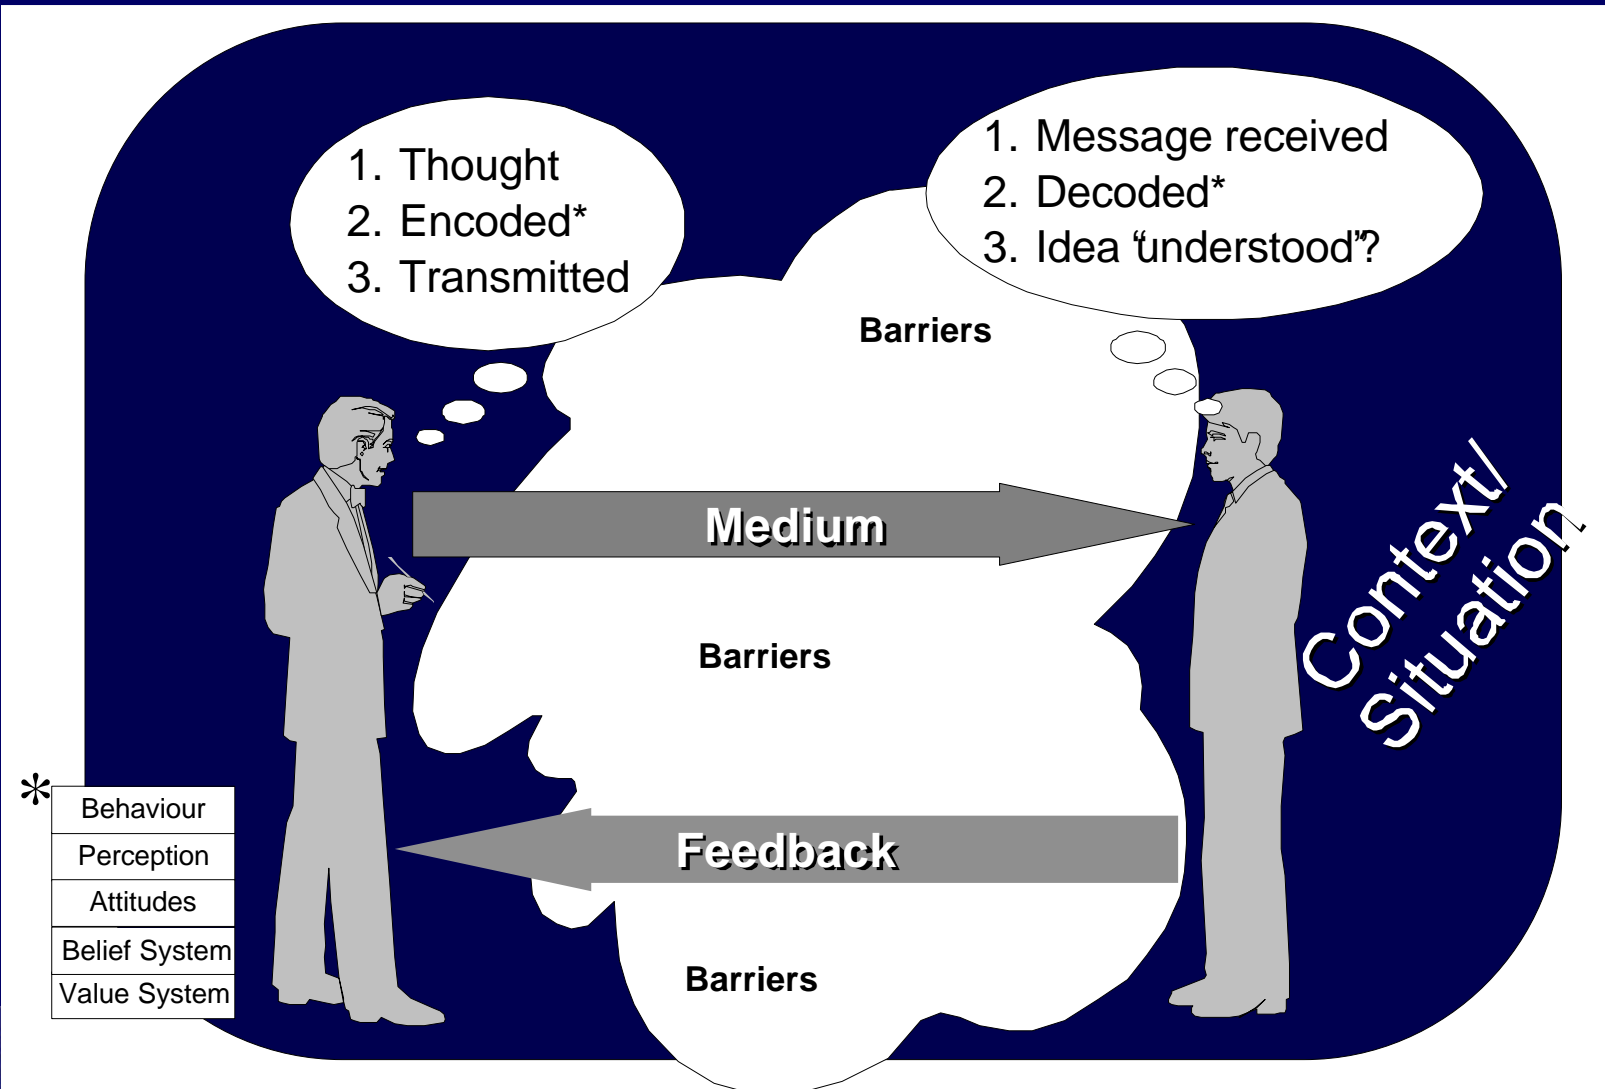 1. Thought
2. Encoded*
3. Transmitted
1. Message received
2. Decoded*
3. Idea “understood”?
Barriers
Medium
Context/
Situation
Barriers
Feedback
Barriers
*
Behaviour
Perception
Attitudes
Belief System
Value System